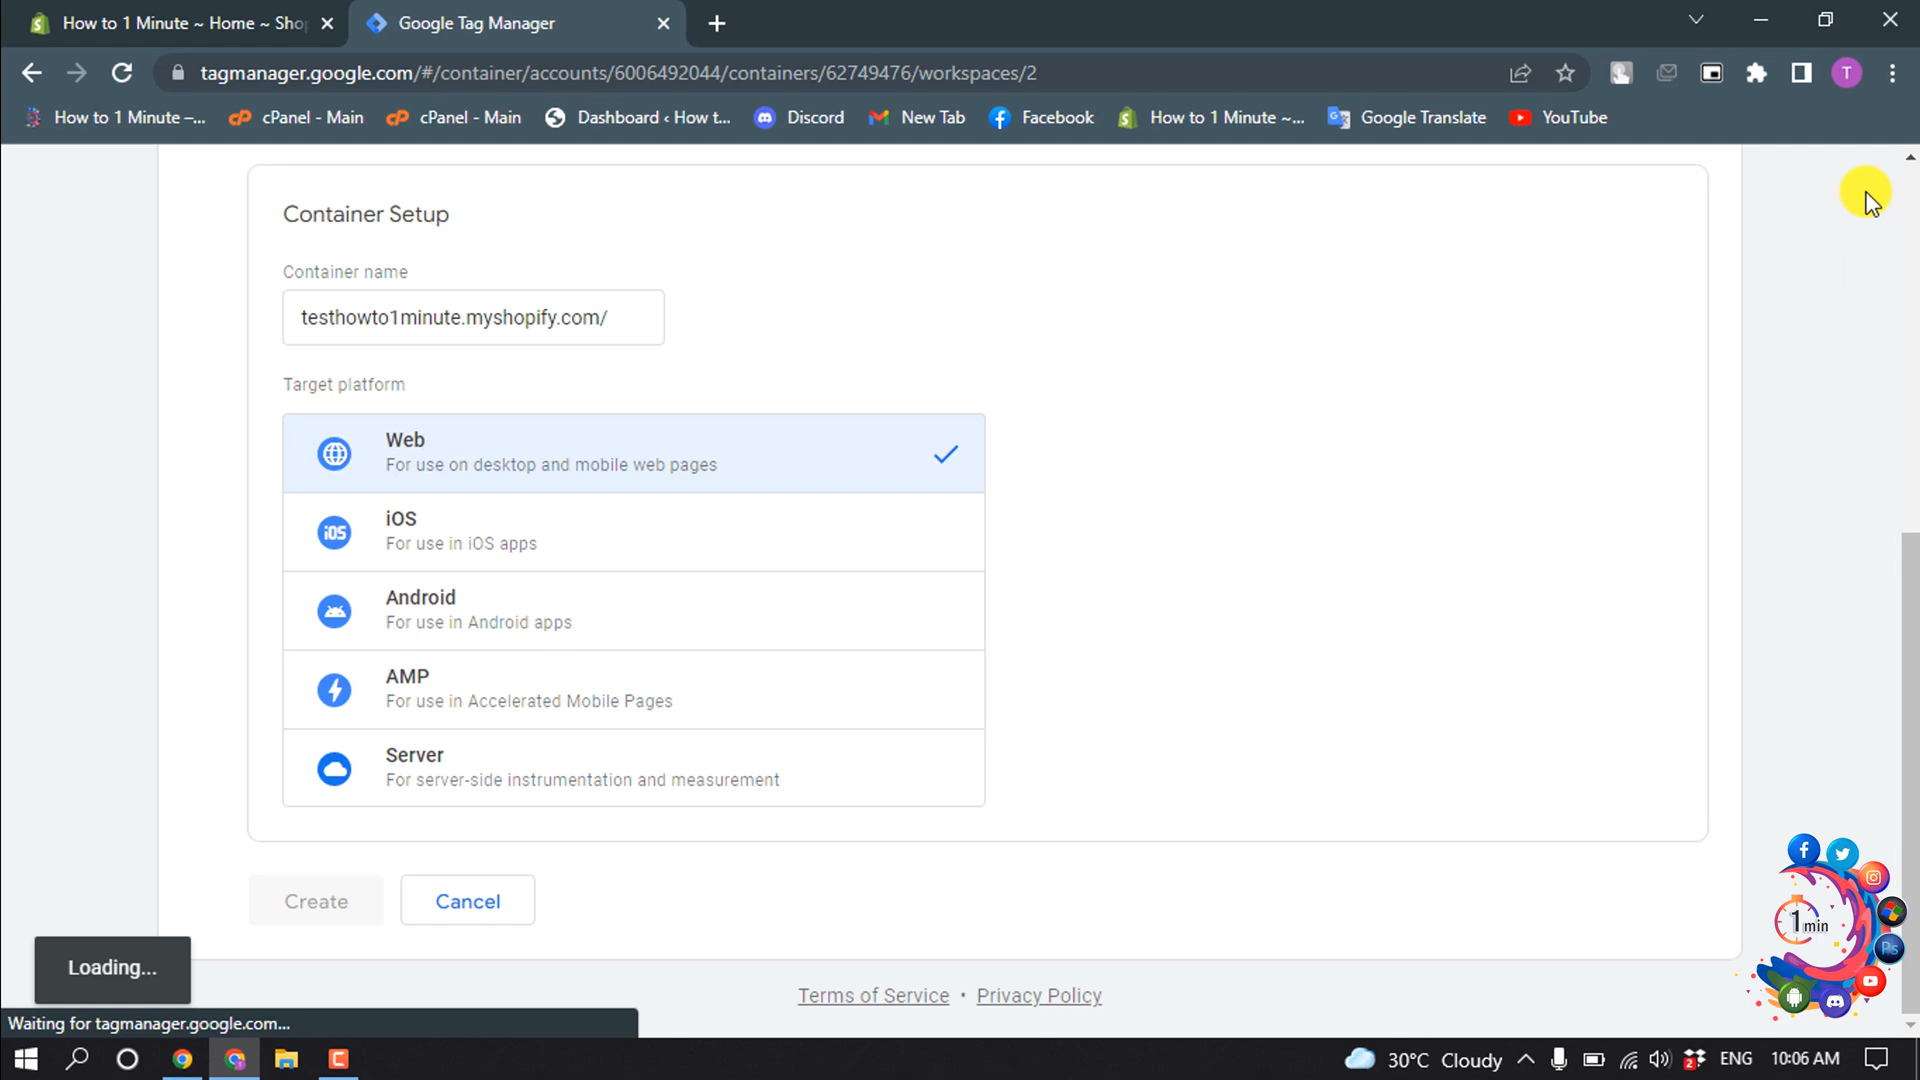 How to 1 Minute ~ Home ~ Shop
Google Tag Manager
tagmanager.google.com/#/container/accounts/6006492044/containers/62749476/workspaces/2
T
How to 1 Minute –...
cPanel - Main
cPanel - Main
Dashboard ‹ How t...
Discord
New Tab
Facebook
How to 1 Minute ~...
Google Translate
YouTube
Container Setup
Container name
testhowto1minute.myshopify.com/
Target platform
Web
For use on desktop and mobile web pages
iOS
iOS
For use in iOS apps
Android
For use in Android apps
AMP
For use in Accelerated Mobile Pages
Server
For server-side instrumentation and measurement
Create
Cancel
Loading...
Terms of Service • Privacy Policy
1 min
Ps
Waiting for tagmanager.google.com...
30°C Cloudy
2
ENG
10:06 AM